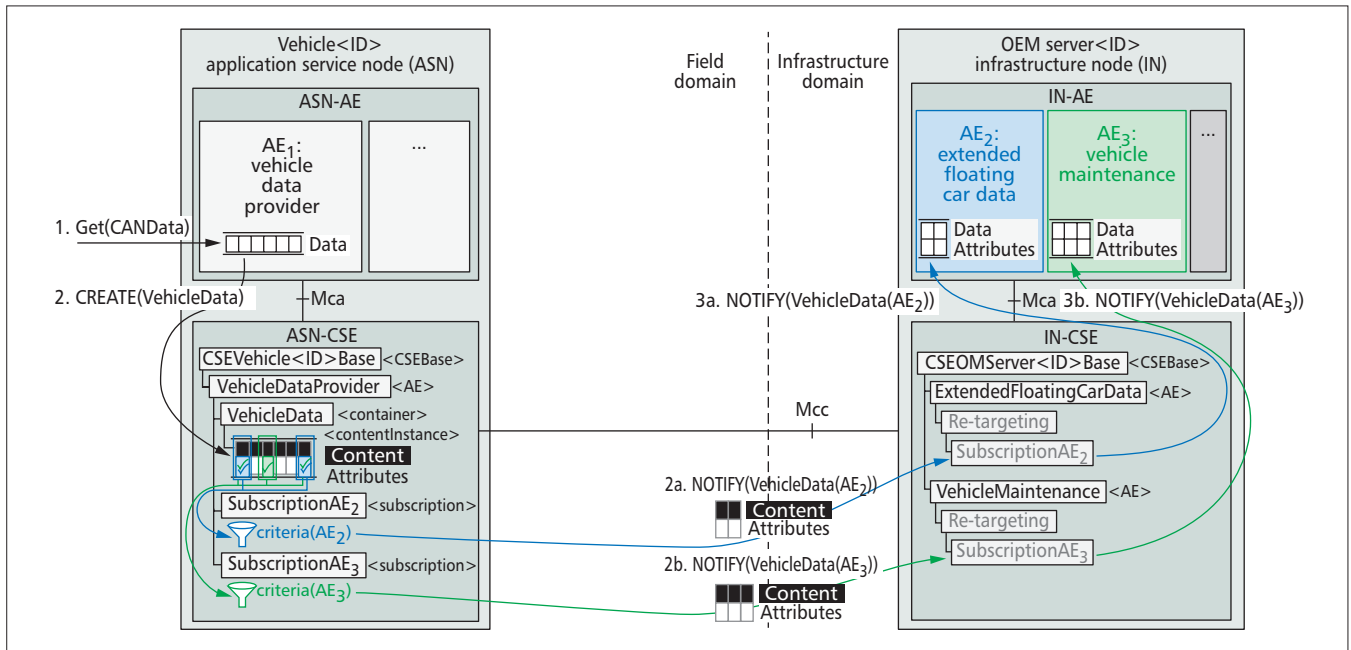 Vehicle<ID>
application service node (ASN)
ASN-AE
AE1:
vehicle
data
provider
...
1. Get(CANData)
Data
2. CREATE(VehicleData)
Mca
ASN-CSE
CSEVehicle<ID>Base <CSEBase>
VehicleDataProvider <AE>
VehicleData <container>
<contentInstance>
Content
Attributes
SubscriptionAE2 <subscription>
criteria(AE2)
SubscriptionAE3 <subscription>
criteria(AE3)
Field
domain
Infrastructure
domain
Mcc
2a. NOTIFY(VehicleData(AE2))
Content
Attributes
2b. NOTIFY(VehicleData(AE3))
Content
Attributes
OEM server<ID>
infrastructure node (IN)
IN-AE
AE2:
extended
floating
car data
Data
Attributes
AE3:
vehicle
maintenance
Data
Attributes
...
3a. NOTIFY(VehicleData(AE2))
Mca
3b. NOTIFY(VehicleData(AE3))
IN-CSE
CSEOMServer<ID>Base <CSEBase>
ExtendedFloatingCarData <AE>
Re-targeting
SubscriptionAE2
VehicleMaintenance <AE>
Re-targeting
SubscriptionAE3